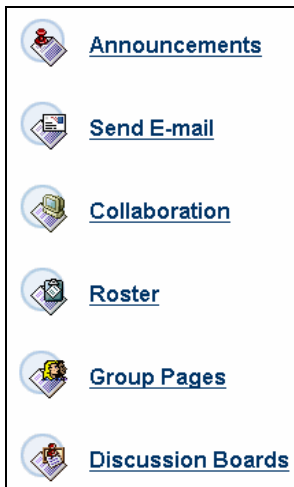 Announcements
Send E-mail
Collaboration
Roster
Group Pages
Discussion Boards